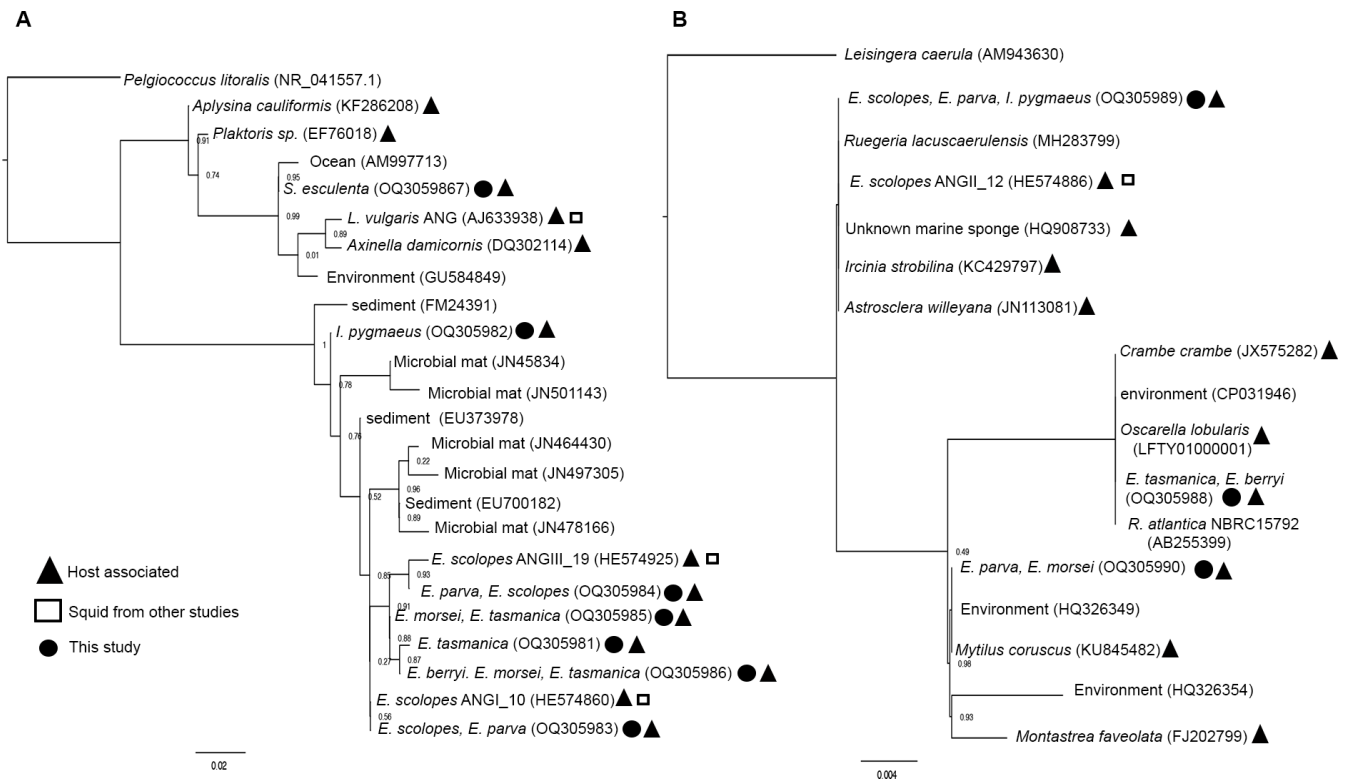 A
Pelgiococcus litoralis (NR_041557.1)
Aplysina cauliformis (KF286208)
0.91
Plaktoris sp. (EF76018)
0.74
Ocean (AM997713)
0.95
S. esculenta (OQ3059867)
0.99
L. vulgaris ANG (AJ633938)
0.89
Axinella damicornis (DQ302114)
0.01
Environment (GU584849)
sediment (FM24391)
I. pygmaeus (OQ305982)
1
Microbial mat (JN45834)
0.78
Microbial mat (JN501143)
sediment (EU373978)
0.76
Microbial mat (JN464430)
0.22
Microbial mat (JN497305)
0.96
0.52
Sediment (EU700182)
0.89
Microbial mat (JN478166)
E. scolopes ANGIII_19 (HE574925)
0.85
0.93
E. parva, E. scolopes (OQ305984)
0.91
E. morsei, E. tasmanica (OQ305985)
0.88
E. tasmanica (OQ305981)
0.27
0.87
E. berryi. E. morsei, E. tasmanica (OQ305986)
E. scolopes ANGI_10 (HE574860)
0.56
E. scolopes, E. parva (OQ305983)
0.02
Host associated
Squid from other studies
This study
B
Leisingera caerula (AM943630)
E. scolopes, E. parva, I. pygmaeus (OQ305989)
Ruegeria lacuscaerulensis (MH283799)
E. scolopes ANGII_12 (HE574886)
Unknown marine sponge (HQ908733)
Ircinia strobilina (KC429797)
Astrosclera willeyana (JN113081)
Crambe crambe (JX575282)
environment (CP031946)
Oscarella lobularis
(LFTY01000001)
E. tasmanica, E. berryi
(OQ305988)
R. atlantica NBRC15792
(AB255399)
0.49
E. parva, E. morsei (OQ305990)
Environment (HQ326349)
Mytilus coruscus (KU845482)
0.98
Environment (HQ326354)
0.93
Montastrea faveolata (FJ202799)
0.004